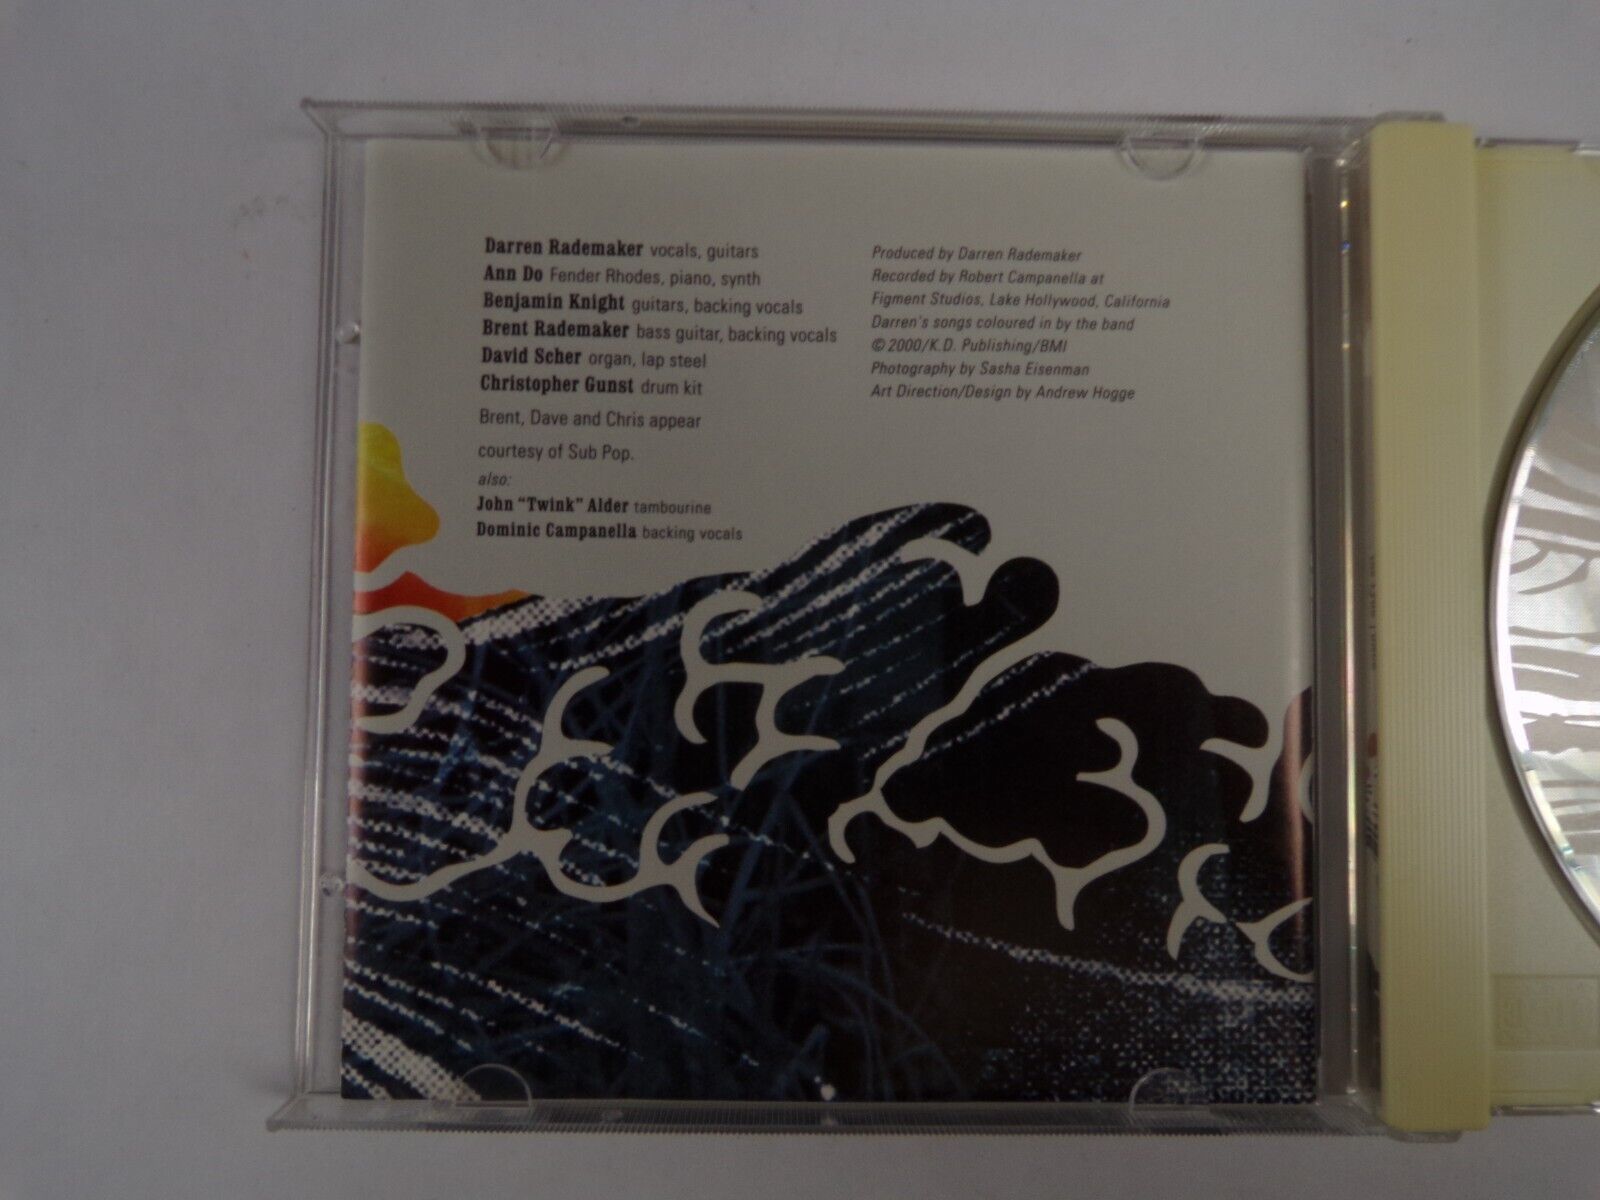 Darren Rademaker vocals, guitars
Ann Do Fender Rhodes, piano, synth
Benjamin Knight guitars, backing vocals
Brent Rademaker bass guitar, backing vocals
David Scher organ, lap steel
Christopher Gunst drum kit
Brent, Dave and Chris appear
courtesy of Sub Pop.
also:
John “Twink” Alder tambourine
Dominic Campanella backing vocals
Produced by Darren Rademaker
Recorded by Robert Campanella at
Figment Studios, Lake Hollywood, California
Darren's songs coloured in by the band
© 2000/K.D. Publishing/BMI
Photography by Sasha Eisenman
Art Direction/Design by Andrew Hogge